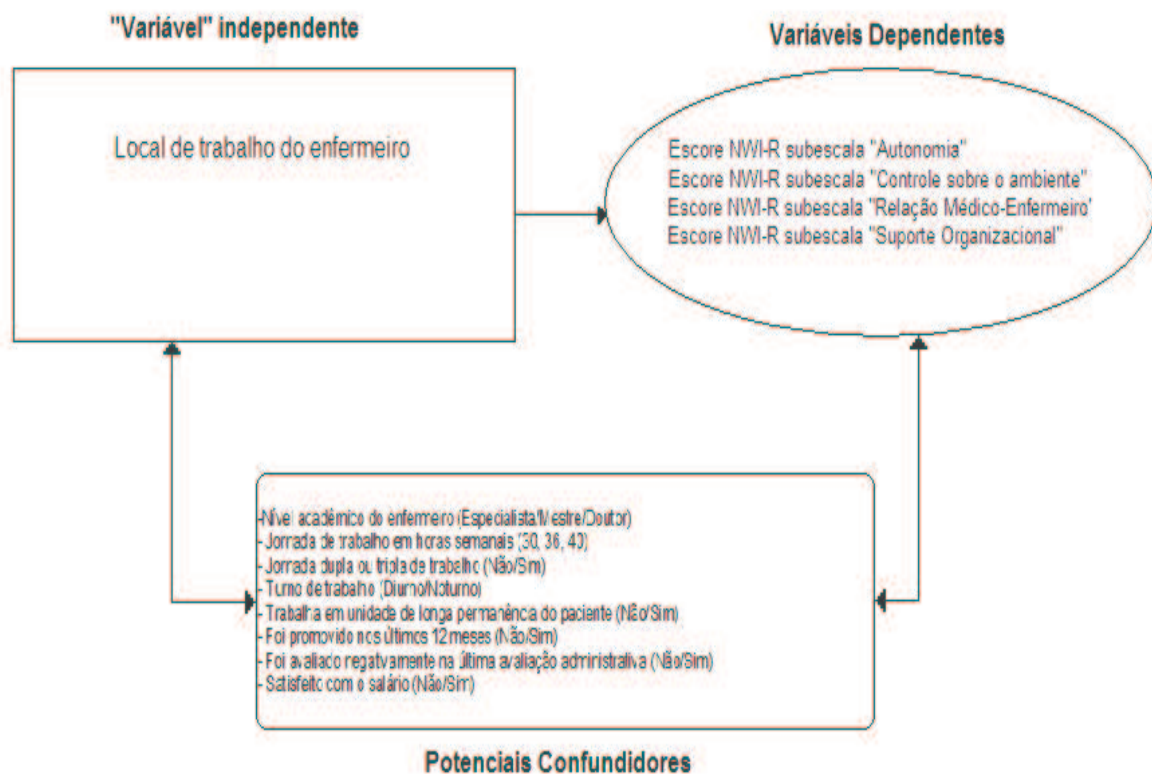 "Variável" independente
Variáveis Dependentes
Local de trabalho do enfermeiro
Escore NWI-R subescala "Autonomia"
Escore NWI-R subescala "Controle sobre o ambiente"
Escore NWI-R subescala "Relação Médico-Enfermeiro'
Escore NWI-R subescala "Suporte Organizacional"
-Nível acadêmico do enfermeiro (Especialista/Mestre/Doutor)
- Jornada de trabalho em horas semanais (30, 36, 40)
- Jornada dupla ou tripla de trabalho (Não/Sim)
- Turno de trabalho (Diurno/Noturno)
- Trabalha em unidade de longa permanência do paciente (Não/Sim)
- Foi promovido nos últimos 12 meses (Não/Sim)
- Foi avaliado negativamente na última avaliação administrativa (Não/Sim)
- Satisfeito com o salário (Não/Sim)
Potenciais Confundidores